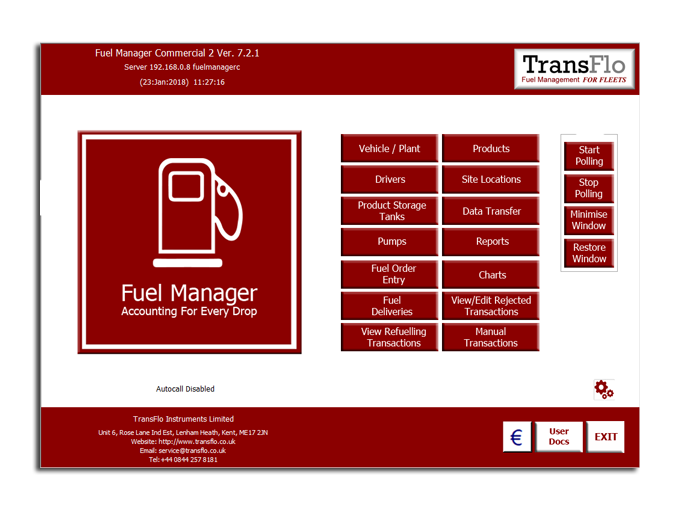 Fuel Manager Commercial 2 Ver. 7.2.1
Server 192.168.0.8 fuelmanagerc
(23:Jan:2018) 11:27:16
TransFlo
Fuel Management FOR FLEETS
Fuel Manager
Accounting For Every Drop
Vehicle / Plant
Products
Drivers
Site Locations
Product Storage
Tanks
Data Transfer
Pumps
Reports
Fuel Order
Entry
Charts
Fuel
Deliveries
View/Edit Rejected
Transactions
View Refuelling
Transactions
Manual
Transactions
Start
Polling
Stop
Polling
Minimise
Window
Restore
Window
Autocall Disabled
TransFlo Instruments Limited
Unit 6, Rose Lane Ind Est, Lenham Heath, Kent, ME17 2JN
Website: http://www.transflo.co.uk
Email: service@transflo.co.uk
Tel:+44 0844 257 8181
€
User
Docs
EXIT